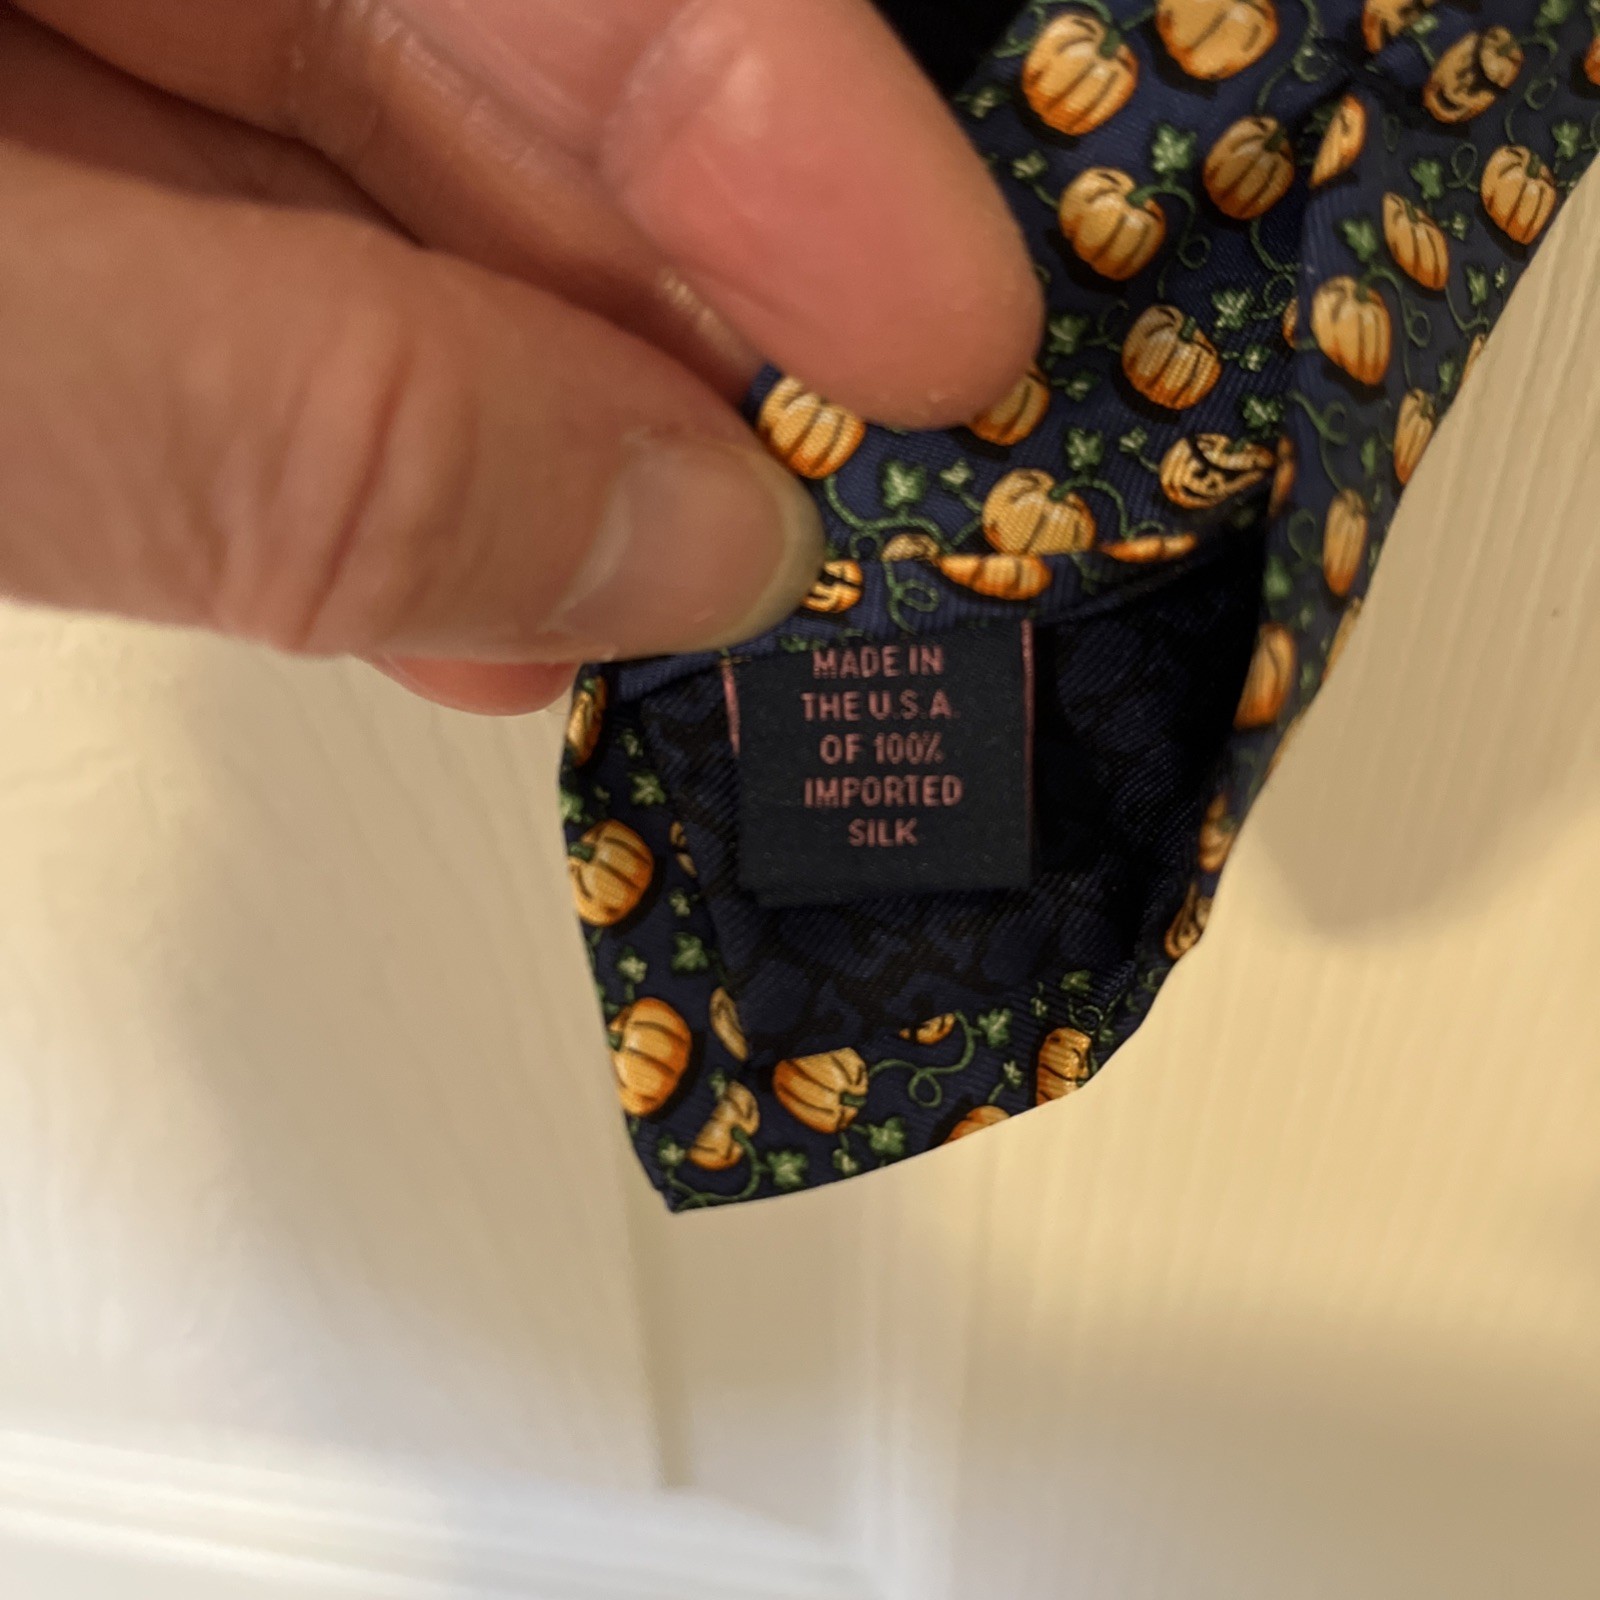 MADE IN
THE U.S.A.
OF 100%
IMPORTED
SILK